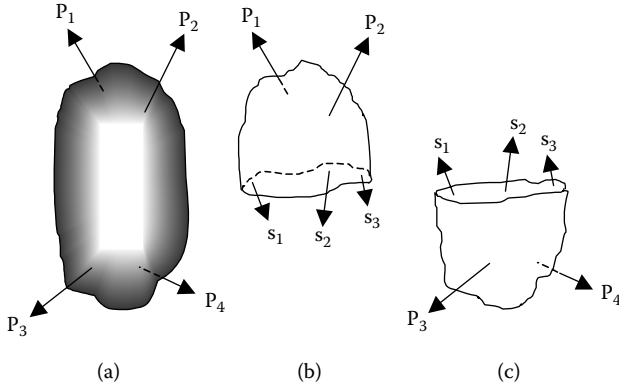 P₁
P₂
P₃
P₄
(a)
P₁
P₂
s₁
s₂
s₃
(b)
s₁
s₂
s₃
P₃
P₄
(c)